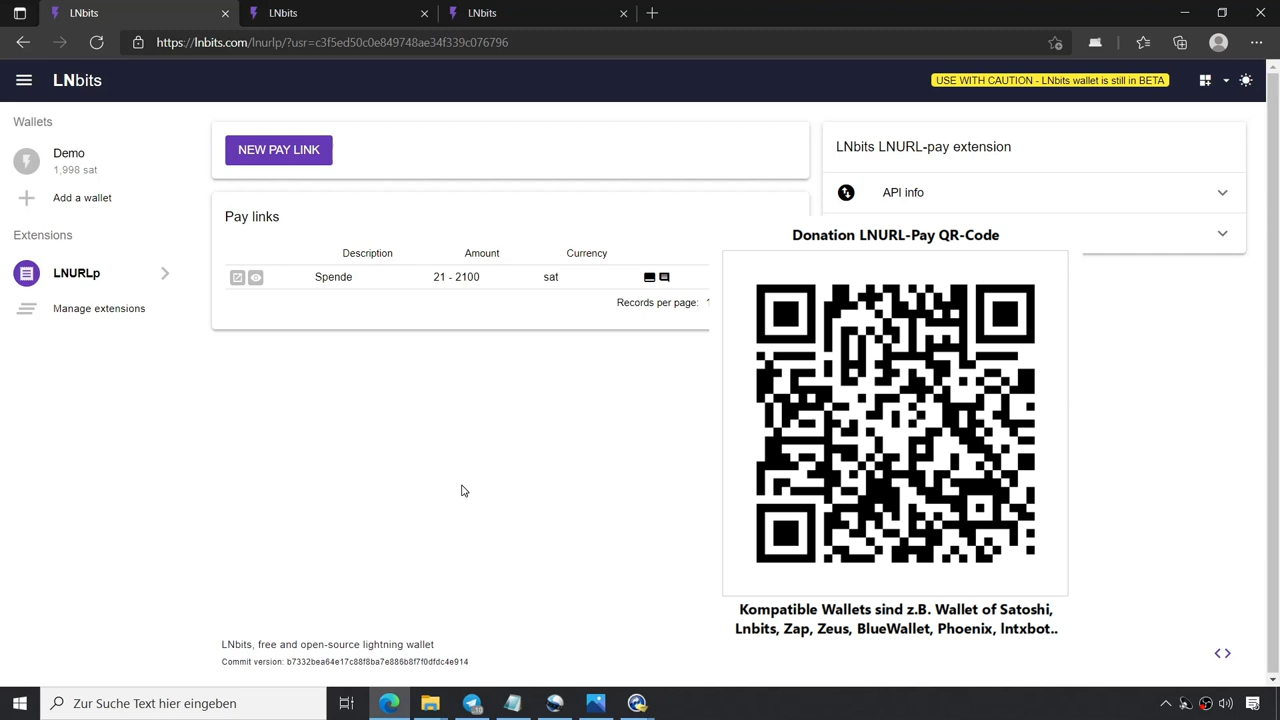 LNbits
LNbits
LNbits
https://lnbits.com/lnurlp/?usr=c3f5ed50c0e849748ae34f339c076796
LNbits
USE WITH CAUTION - LNbits wallet is still in BETA
Wallets
Demo
1,998 sat
Add a wallet
Extensions
LNURLp
Manage extensions
NEW PAY LINK
Pay links
Description Amount Currency
Spende 21 - 2100 sat
Records per page: 1
LNbits LNURL-pay extension
API info
Donation LNURL-Pay QR-Code
Kompatible Wallets sind z.B. Wallet of Satoshi,
Lnbits, Zap, Zeus, BlueWallet, Phoenix, lntxbot..
LNbits, free and open-source lightning wallet
Commit version: b7332bea64e17c88f8ba7e886b8f7f0dfdc4e914
Zur Suche Text hier eingeben